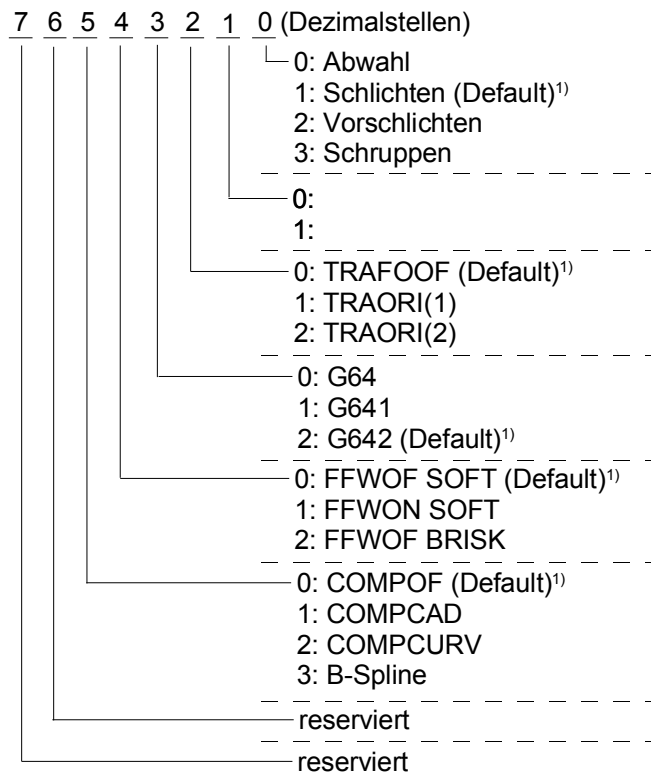 7 6 5 4 3 2 1 0 (Dezimalstellen)
0: Abwahl
1: Schlichten (Default)1)
2: Vorschlichten
3: Schruppen
0:
1:
0: TRAFOOF (Default)1)
1: TRAORI(1)
2: TRAORI(2)
0: G64
1: G641
2: G642 (Default)1)
0: FFWOF SOFT (Default)1)
1: FFWON SOFT
2: FFWOF BRISK
0: COMPOF (Default)1)
1: COMPCAD
2: COMPCURV
3: B-Spline
reserviert
reserviert